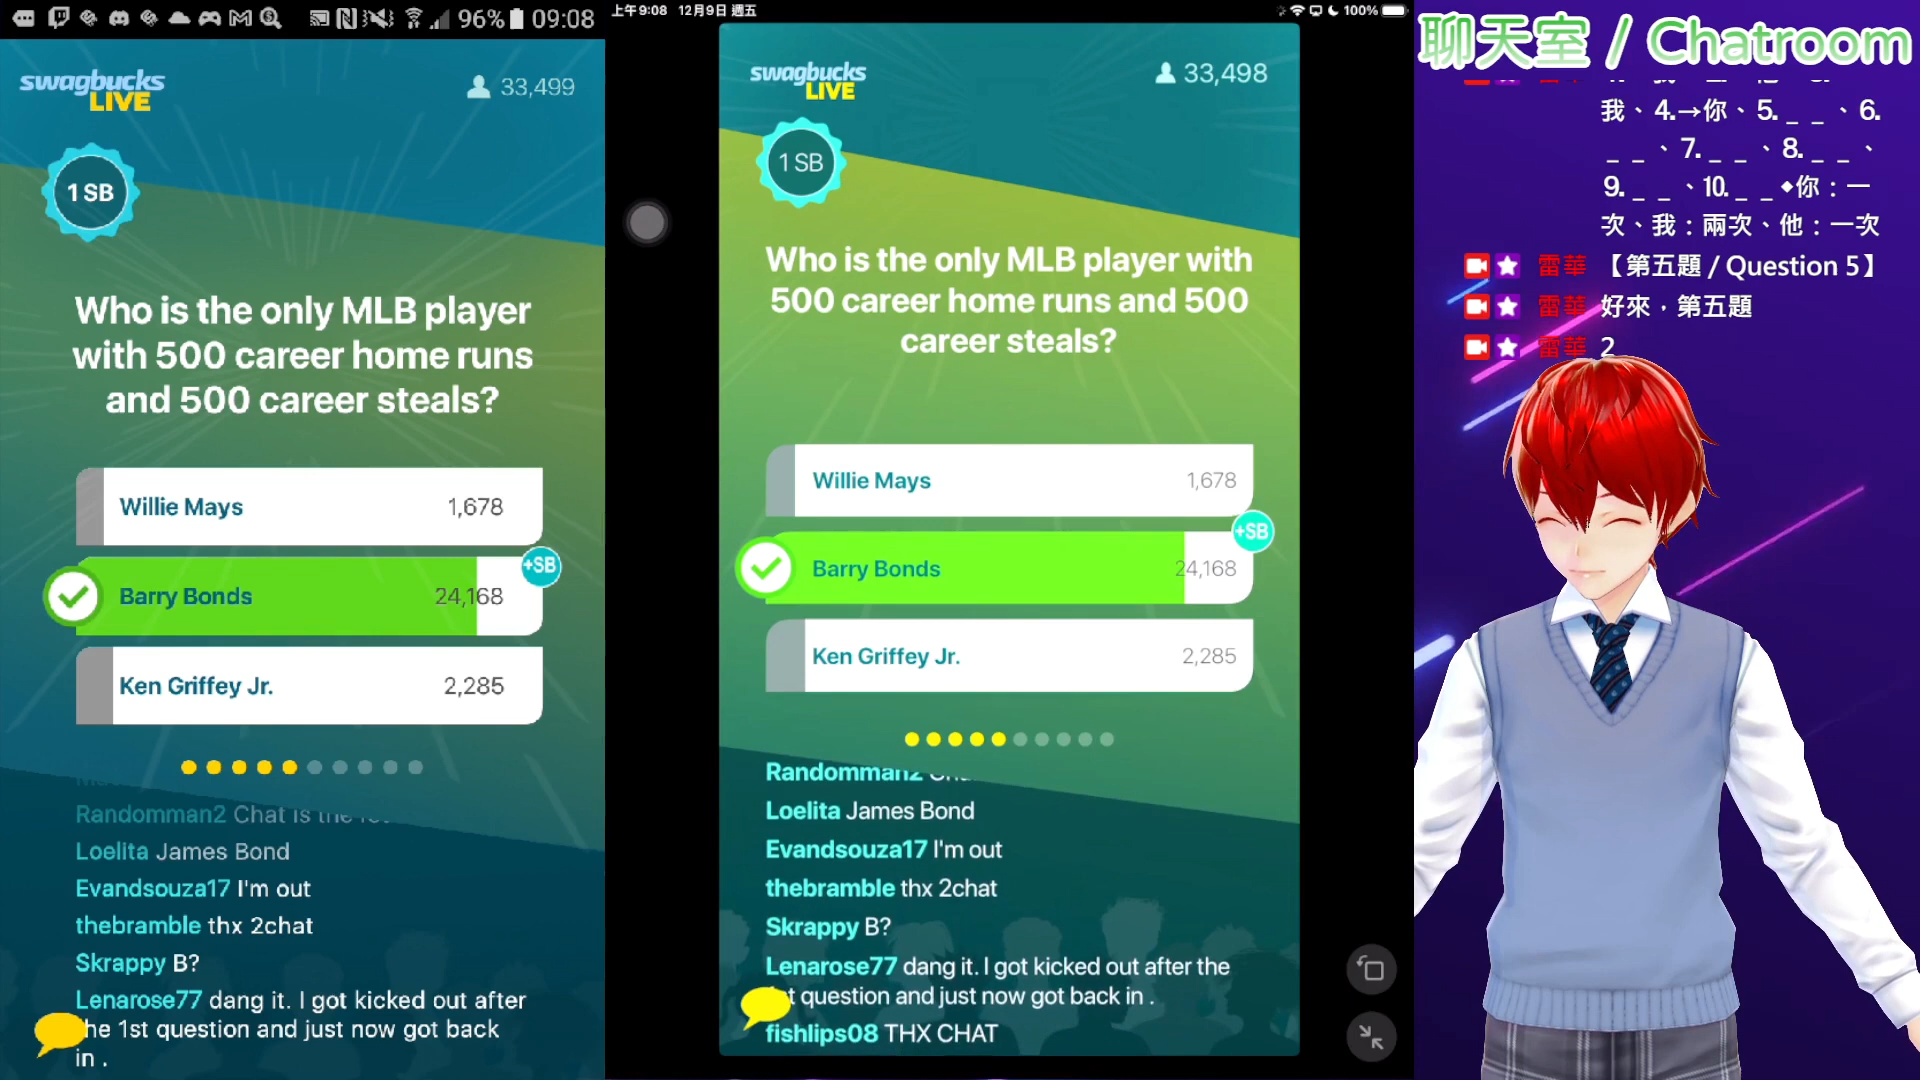 96% 09:08
swagbucks
LIVE
33,499
1 SB
Who is the only MLB player
with 500 career home runs
and 500 career steals?
Willie Mays 1,678
+SB
Barry Bonds 24,168
Ken Griffey Jr. 2,285
Randomman2 Chat is the
Loelita James Bond
Evandsouza17 I'm out
thebramble thx 2chat
Skrappy B?
Lenarose77 dang it. I got kicked out after
he 1st question and just now got back
in .
上午9:08 12月9日 週五
100%
swagbucks
LIVE
33,498
1 SB
Who is the only MLB player with
500 career home runs and 500
career steals?
Willie Mays 1,678
+SB
Barry Bonds 24,168
Ken Griffey Jr. 2,285
Randomman2
Loelita James Bond
Evandsouza17 I'm out
thebramble thx 2chat
Skrappy B?
Lenarose77 dang it. I got kicked out after the
t question and just now got back in .
fishlips08 THX CHAT
聊天室 / Chatroom
我、4.→你、5._ _ 、6.
_ _ 、7._ _ 、8._ _ 、
9._ _ 、10._ _ ◆你：一
次、我：兩次、他：一次
雷華 【第五題 / Question 5】
雷華 好來，第五題
雷華 2